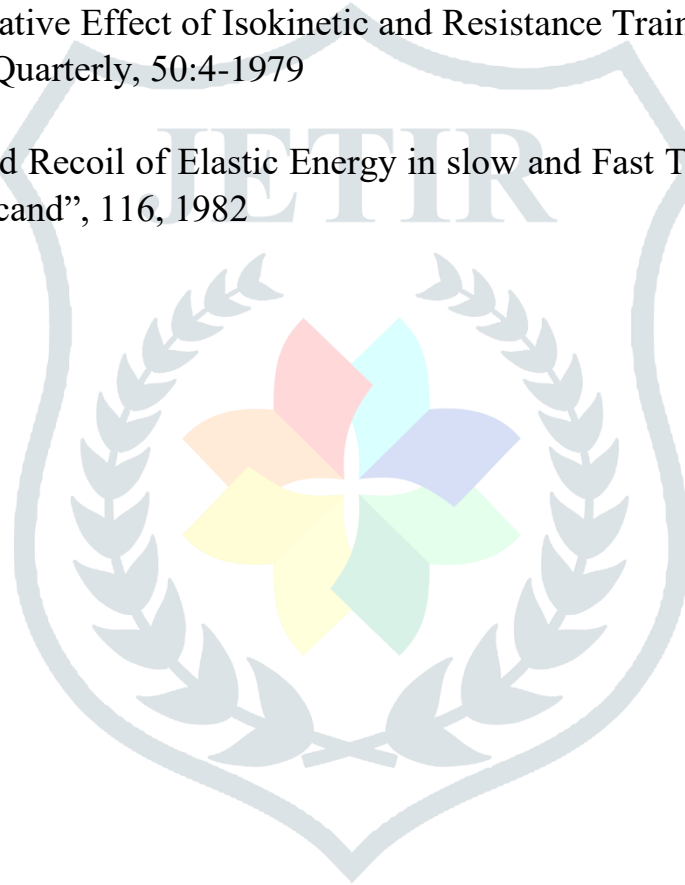 ative Effect of Isokinetic and Resistance Train
Quarterly, 50:4-1979
JETIR
d Recoil of Elastic Energy in slow and Fast T
cand”, 116, 1982